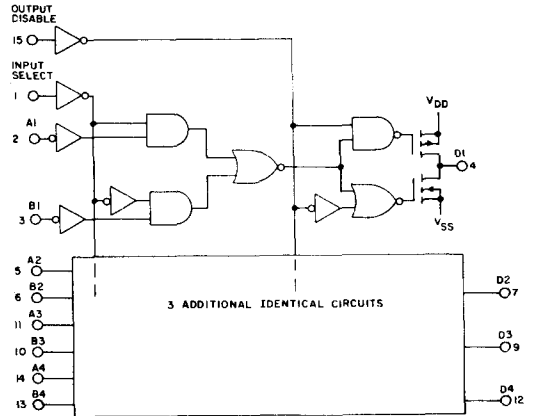 OUTPUT
DISABLE
15
INPUT
SELECT
1
A1
2
B1
3
VDD
D1
4
VSS
3 ADDITIONAL IDENTICAL CIRCUITS
A2
5
B2
6
A3
11
B3
10
A4
14
B4
13
D2
7
D3
9
D4
12